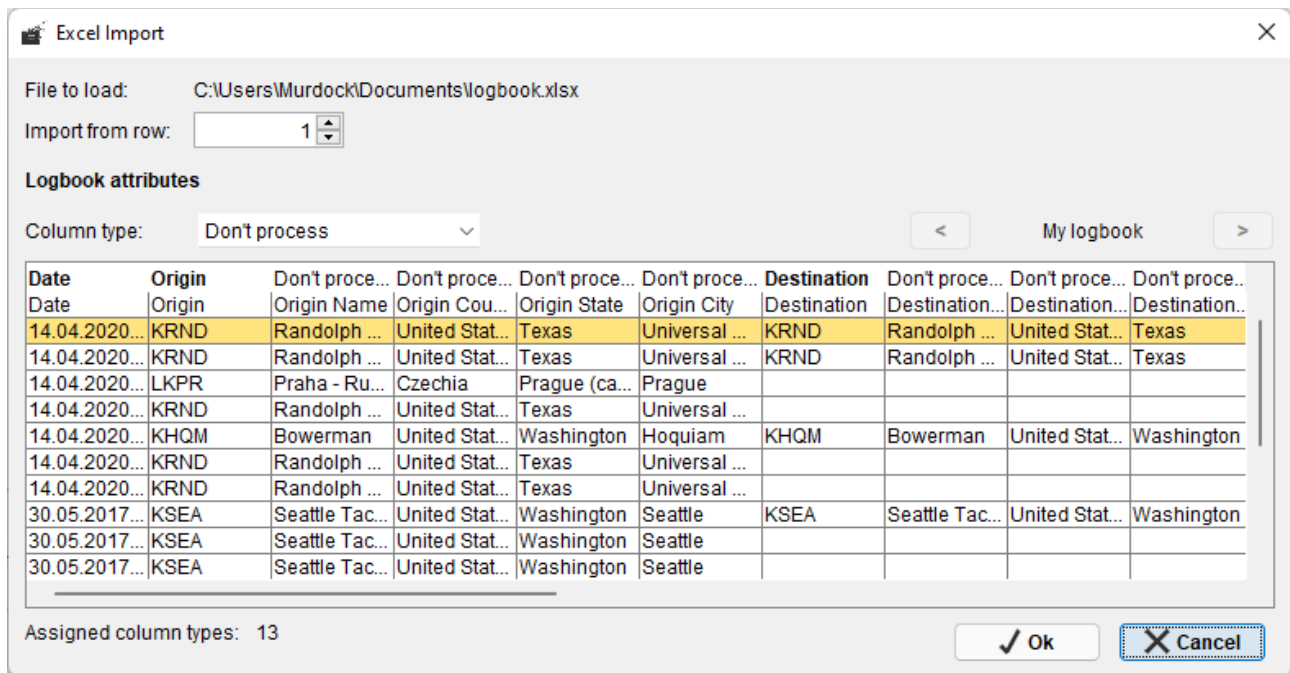 Excel Import
File to load: C:\Users\Murdock\Documents\logbook.xlsx
Import from row: 1
Logbook attributes
Column type: Don't process < My logbook >
Date Origin Don't proce... Don't proce... Don't proce... Don't proce... Destination Don't proce... Don't proce... Don't proce...
Date Origin Origin Name Origin Cou... Origin State Origin City Destination Destination... Destination... Destination...
14.04.2020... KRND Randolph ... United Stat... Texas Universal ... KRND Randolph ... United Stat... Texas
14.04.2020... KRND Randolph ... United Stat... Texas Universal ... KRND Randolph ... United Stat... Texas
14.04.2020... LKPR Praha - Ru... Czechia Prague (ca... Prague
14.04.2020... KRND Randolph ... United Stat... Texas Universal ...
14.04.2020... KHQM Bowerman United Stat... Washington Hoquiam KHQM Bowerman United Stat... Washington
14.04.2020... KRND Randolph ... United Stat... Texas Universal ...
14.04.2020... KRND Randolph ... United Stat... Texas Universal ...
30.05.2017... KSEA Seattle Tac... United Stat... Washington Seattle KSEA Seattle Tac... United Stat... Washington
30.05.2017... KSEA Seattle Tac... United Stat... Washington Seattle
30.05.2017... KSEA Seattle Tac... United Stat... Washington Seattle
Assigned column types: 13
Ok Cancel